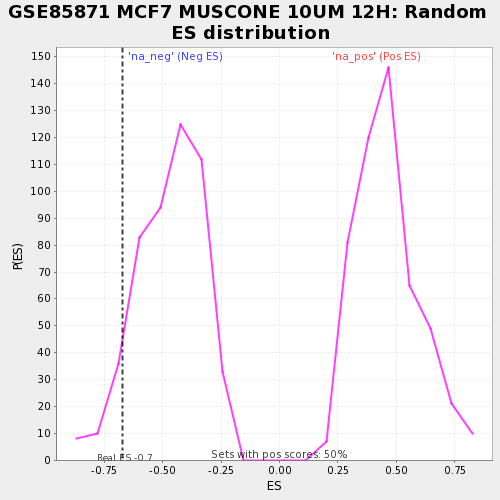 GSE85871 MCF7 MUSCONE 10UM 12H: Random
ES distribution
'na_neg' (Neg ES)
'na_pos' (Pos ES)
150
140
130
120
110
100
90
80
70
60
50
40
30
20
10
0
P(ES)
Real ES -0.7
Sets with pos scores: 50%
-0.75
-0.50
-0.25
0.00
0.25
0.50
0.75
ES